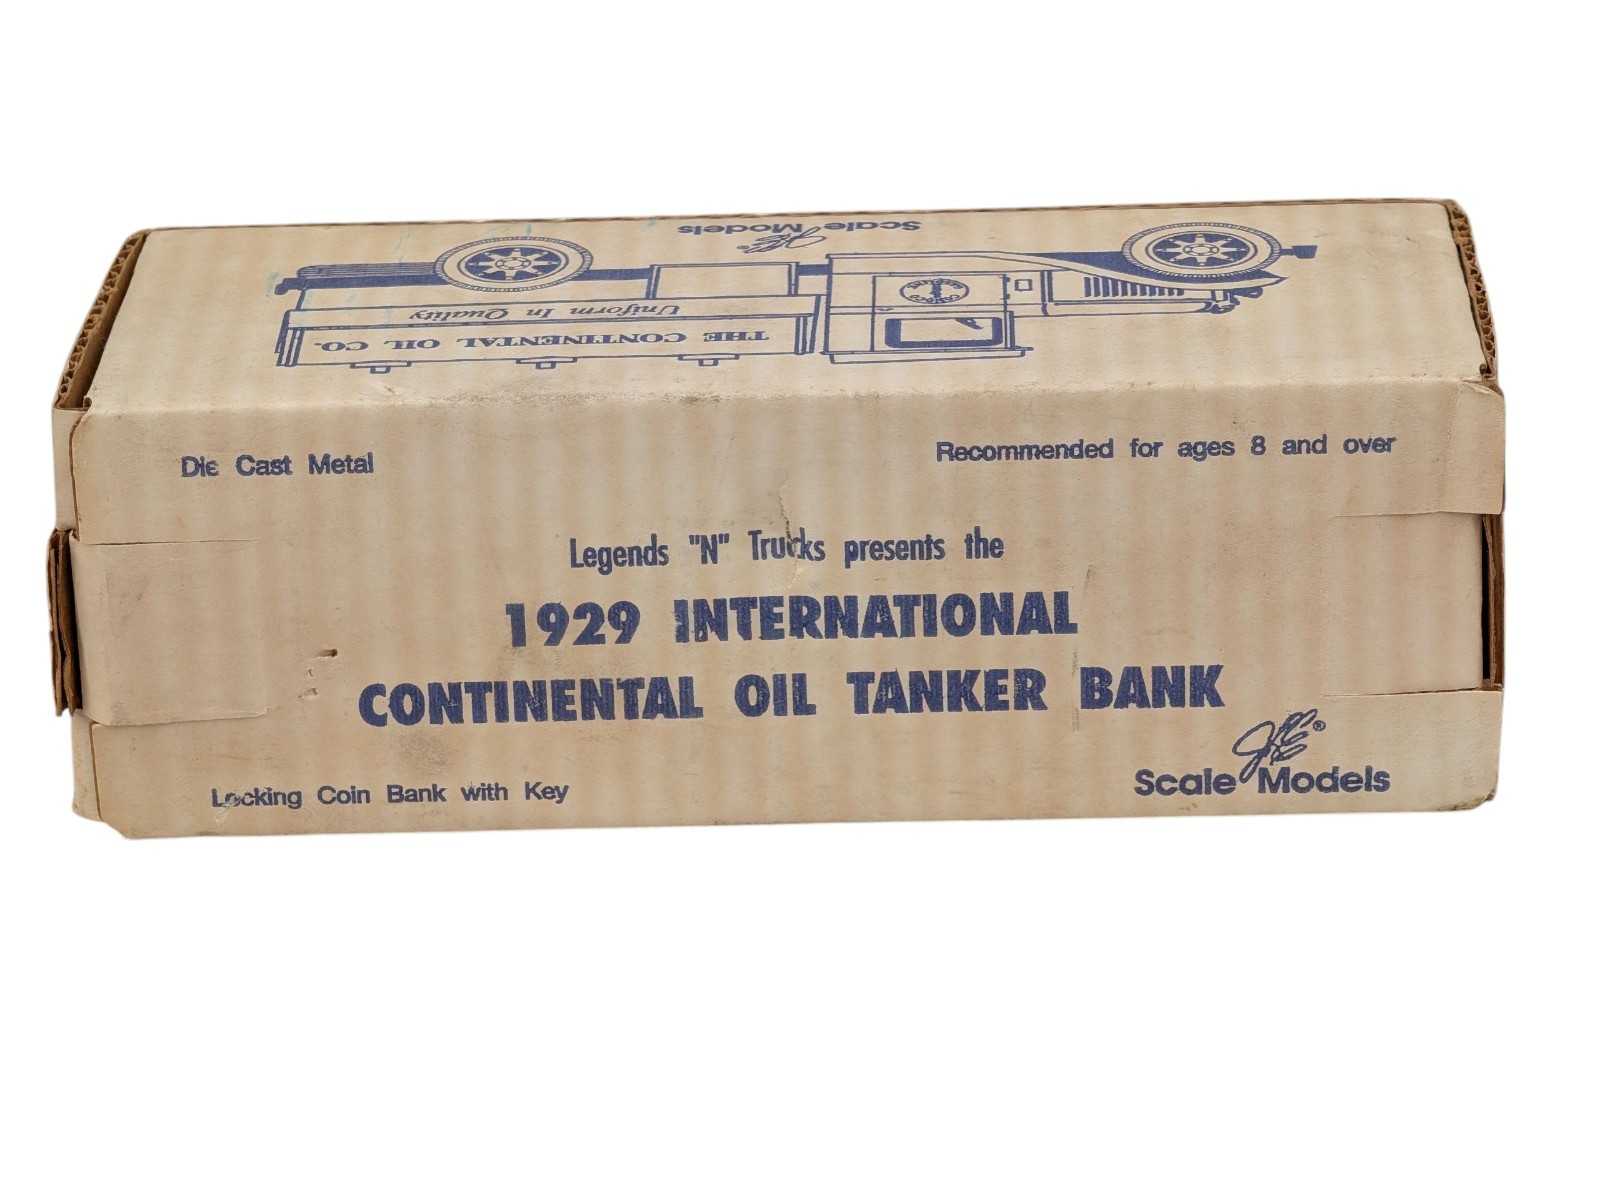 Scale Models
Uniform In Quality
THE CONTINENTAL OIL CO.
Die Cast Metal
Recommended for ages 8 and over
Legends "N" Trucks presents the
1929 INTERNATIONAL
CONTINENTAL OIL TANKER BANK
Locking Coin Bank with Key
JLE®
Scale Models